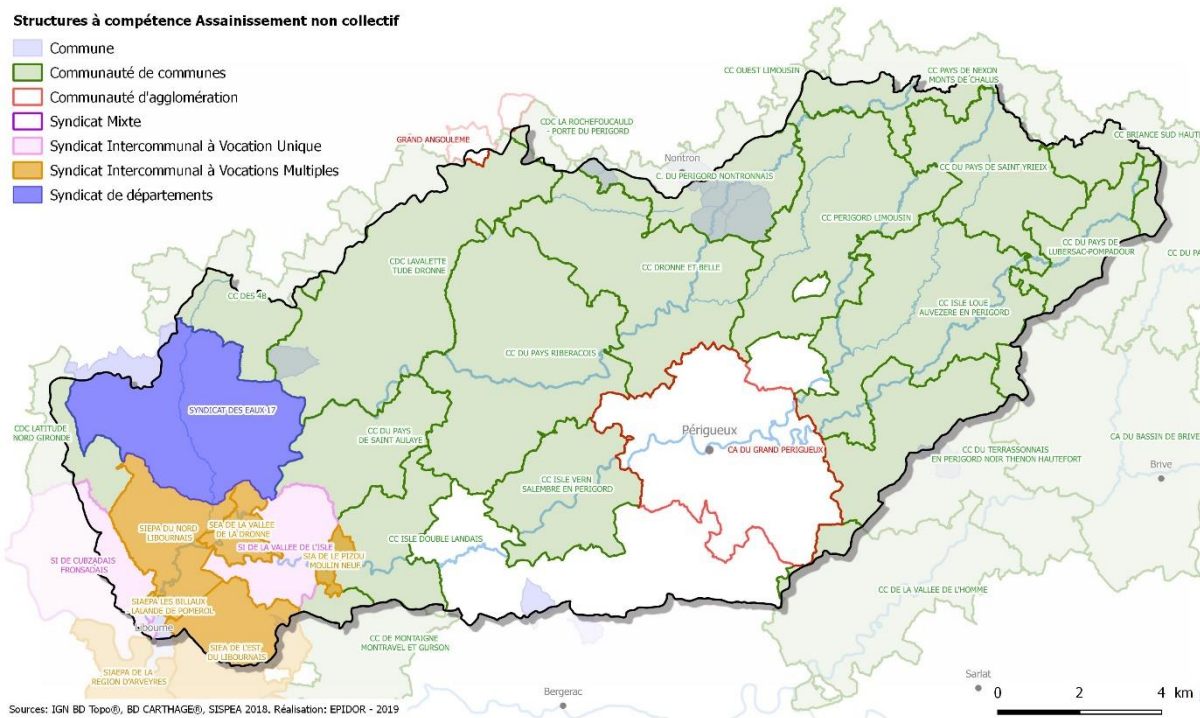 Structures à compétence Assainissement non collectif
Commune
Communauté de communes
Communauté d'agglomération
Syndicat Mixte
Syndicat Intercommunal à Vocation Unique
Syndicat Intercommunal à Vocations Multiples
Syndicat de départements
CC OUEST LIMOUSIN
CC PAYS DE NEXON
MONTS DE CHALUS
CDC LA ROCHEFOUCAULD
- PORTE DU PERIGORD
GRAND ANGOULEME
CC BRIANCE SUD HAUTE
Nontron
C. DU PERIGORD NONTRONNAIS
CC DU PAYS DE SAINT YRIEIX
CC PERIGORD LIMOUSIN
CC DU PAYS DE
LUBERSAC-POMPADOUR
CC DU PA
CDC LAVALETTE
TUDE DRONNE
CC DRONNE ET BELLE
CC DES 4B
CC ISLE LOUE
AUVEZERE EN PERIGORD
CC DU PAYS RIBERACOIS
SYNDICAT DES EAUX-17
CDC LATITUDE
NORD GIRONDE
CC DU PAYS
DE SAINT AULAYE
Périgueux
CA DU GRAND PERIGUEUX
CC DU TERRASSONNAIS
EN PERIGORD NOIR THENON HAUTEFORT
CA DU BASSIN DE BRIVE
Brive
CC ISLE VERN
SALEMBRE EN PERIGORD
SIEPA DU NORD
LIBOURNAIS
SEA DE LA VALLEE
DE LA DRONNE
SI DE LA VALLEE DE L'ISLE
SIA DE LE PIZOU
MOULIN NEUF
CC ISLE DOUBLE LANDAIS
SI DE CUBZADAIS
FRONSADAIS
SIAEPA LES BILLAUX
- LALANDE DE POMEROL
Libourne
SIEA DE L'EST
DU LIBOURNAIS
CC DE MONTAIGNE
MONTRAVEL ET GURSON
CC DE LA VALLEE DE L'HOMME
SIAEPA DE LA
REGION D'ARVEYRES
Bergerac
Sarlat
0 2 4 km
Sources: IGN BD Topo®, BD CARTHAGE®, SISPEA 2018. Réalisation: EPIDOR - 2019